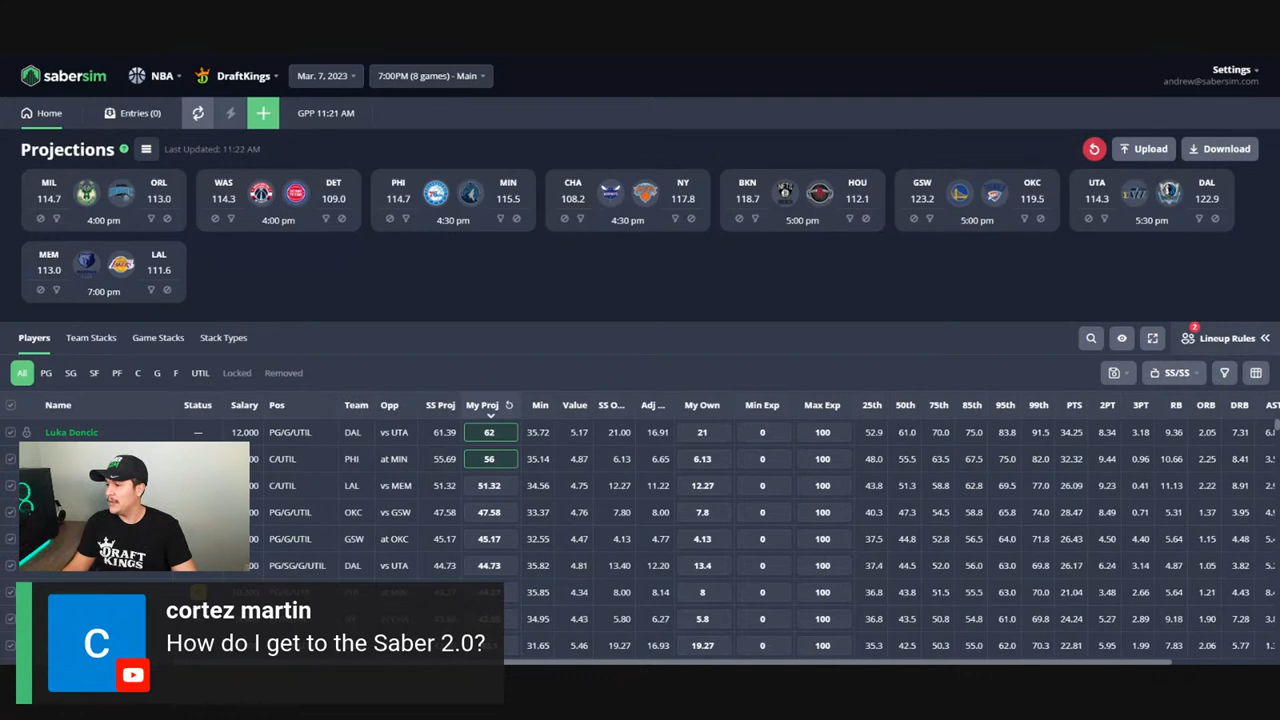 sabersim NBA DraftKings Mar. 7, 2023 7:00PM (8 games) - Main Settings
andrew@sabersim.com
Home Entries (0) + GPP 11:21 AM
Projections ? Last Updated: 11:22 AM Upload Download
MIL ORL WAS DET PHI MIN CHA NY BKN HOU GSW OKC UTA DAL
114.7 113.0 114.3 109.0 114.7 115.5 108.2 117.8 118.7 112.1 123.2 119.5 114.3 122.9
4:00 pm 4:00 pm 4:30 pm 4:30 pm 5:00 pm 5:00 pm 5:30 pm
MEM LAL
113.0 111.6
7:00 pm
Players Team Stacks Game Stacks Stack Types 2 Lineup Rules
All PG SG SF PF C G F UTIL Locked Removed SS/SS
Name Status Salary Pos Team Opp SS Proj My Proj Min Value SS O... Adj ... My Own Min Exp Max Exp 25th 50th 75th 85th 95th 99th PTS 2PT 3PT RB ORB DRB AST
Luka Doncic — 12,000 PG/G/UTIL DAL vs UTA 61.39 62 35.72 5.17 21.00 16.91 21 0 100 52.9 61.0 70.0 75.0 83.8 91.5 34.25 8.34 3.18 9.36 2.05 7.31
C/UTIL PHI at MIN 55.69 56 35.14 4.87 6.13 6.65 6.13 0 100 48.0 55.5 63.5 67.5 75.0 82.0 32.32 9.44 0.96 10.66 2.25 8.41
C/UTIL LAL vs MEM 51.32 51.32 34.56 4.75 12.27 11.22 12.27 0 100 43.8 51.3 58.8 62.8 69.5 77.0 26.09 9.23 0.41 11.13 2.22 8.91
PG/G/UTIL OKC vs GSW 47.58 47.58 33.37 4.76 7.80 8.00 7.8 0 100 40.3 47.3 54.5 58.8 65.8 74.0 28.47 8.49 0.71 5.31 1.37
PG/G/UTIL GSW at OKC 45.17 45.17 32.55 4.47 4.13 4.77 4.13 0 100 37.5 44.8 52.8 56.5 64.0 71.8 26.43 4.50 4.40 5.64 1.15 4.48
PG/SG/G/UTIL DAL vs UTA 44.73 44.73 35.82 4.81 13.40 12.20 13.4 0 100 37.0 44.5 52.0 56.3 62.3 69.8 26.17 6.34 3.14 4.87 1.05 3.82
35.85 4.34 8.00 8.14 8 0 100 35.8 43.8 51.5 55.5 63.0 70.5 21.04 3.48 2.66 5.64 1.21
34.95 4.43 5.80 6.27 5.8 0 100 35.5 43.0 50.5 55.0 61.8 68.8 24.24 5.27 2.89 9.18 1.90 7.28
31.65 5.46 19.27 16.93 19.27 0 100 35.3 42.5 50.5 55.0 62.0 70.3 22.81 5.95 1.99 7.83 2.06 5.77
DRAFT
KINGS
C
cortez martin
How do I get to the Saber 2.0?